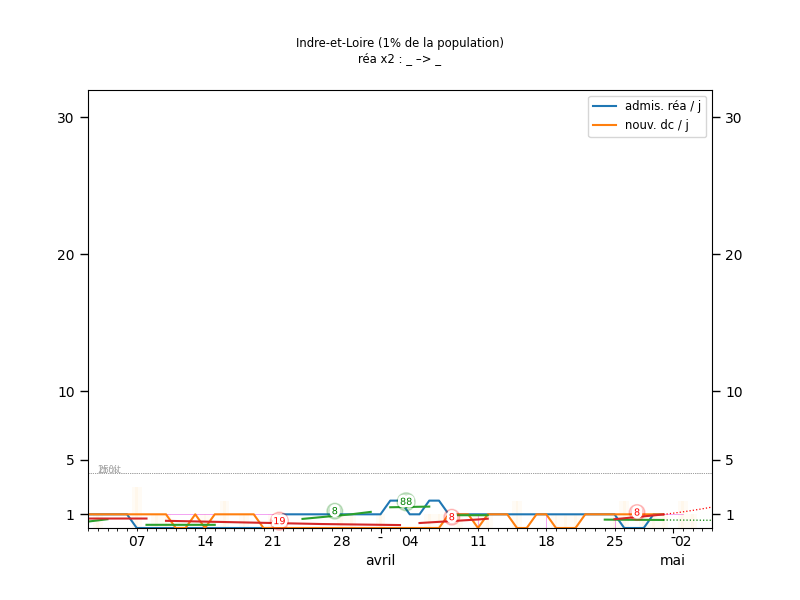 Indre-et-Loire (1% de la population)
réa x2 : _ –> _
admis. réa / j
nouv. dc / j
30 30
20 20
10 10
5 5
1 1
88
8
8
8
19
07 14 21 28 - 04 11 18 25 - 02
avril mai